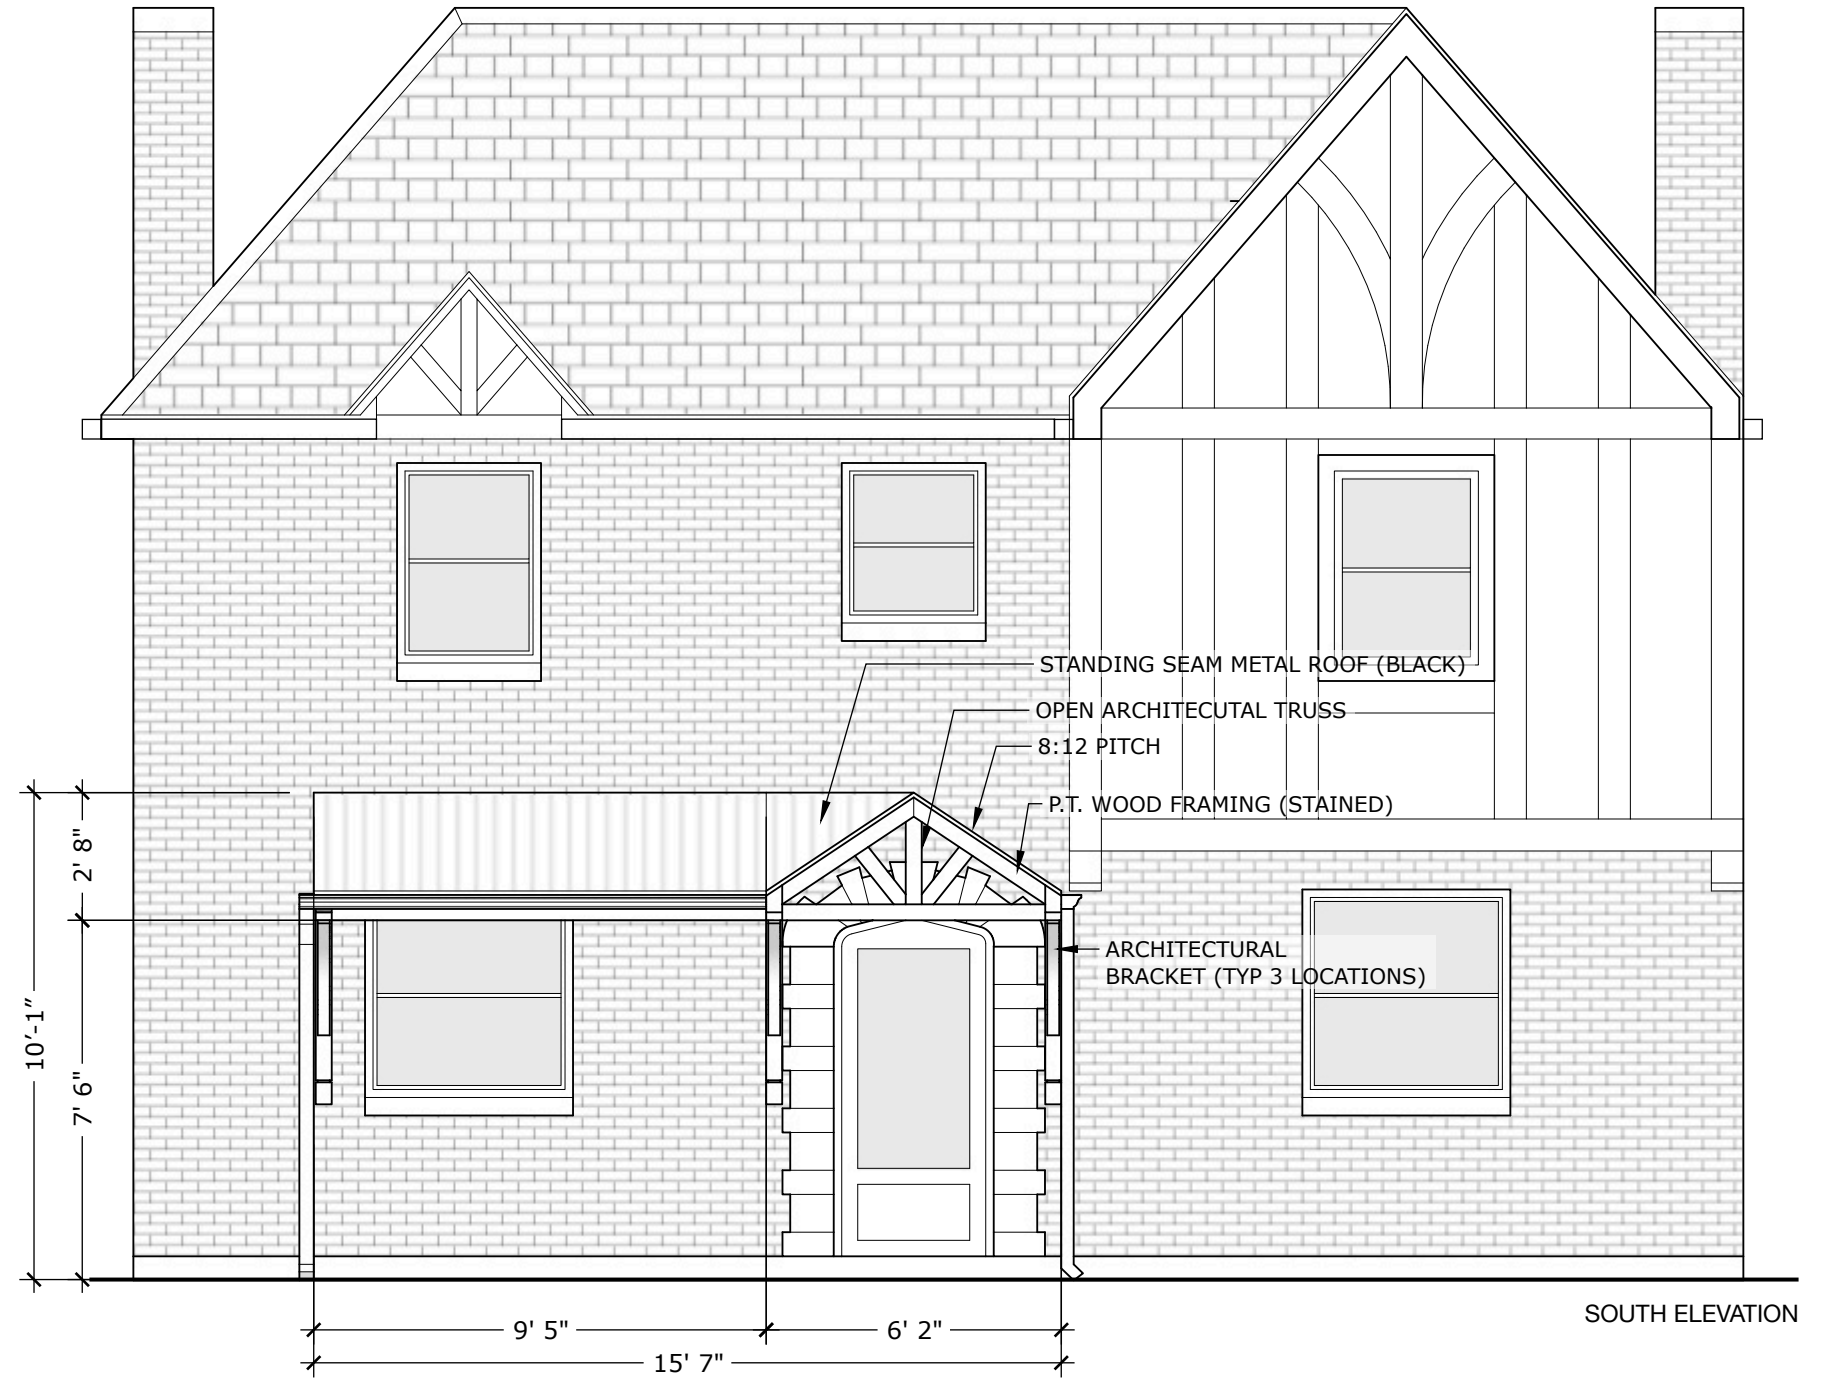 STANDING SEAM METAL ROOF (BLACK)
OPEN ARCHITECUTAL TRUSS
8:12 PITCH
P.T. WOOD FRAMING (STAINED)
2' 8"
10'-1"
7' 6"
ARCHITECTURAL
BRACKET (TYP 3 LOCATIONS)
SOUTH ELEVATION
9' 5"
6' 2"
15' 7"